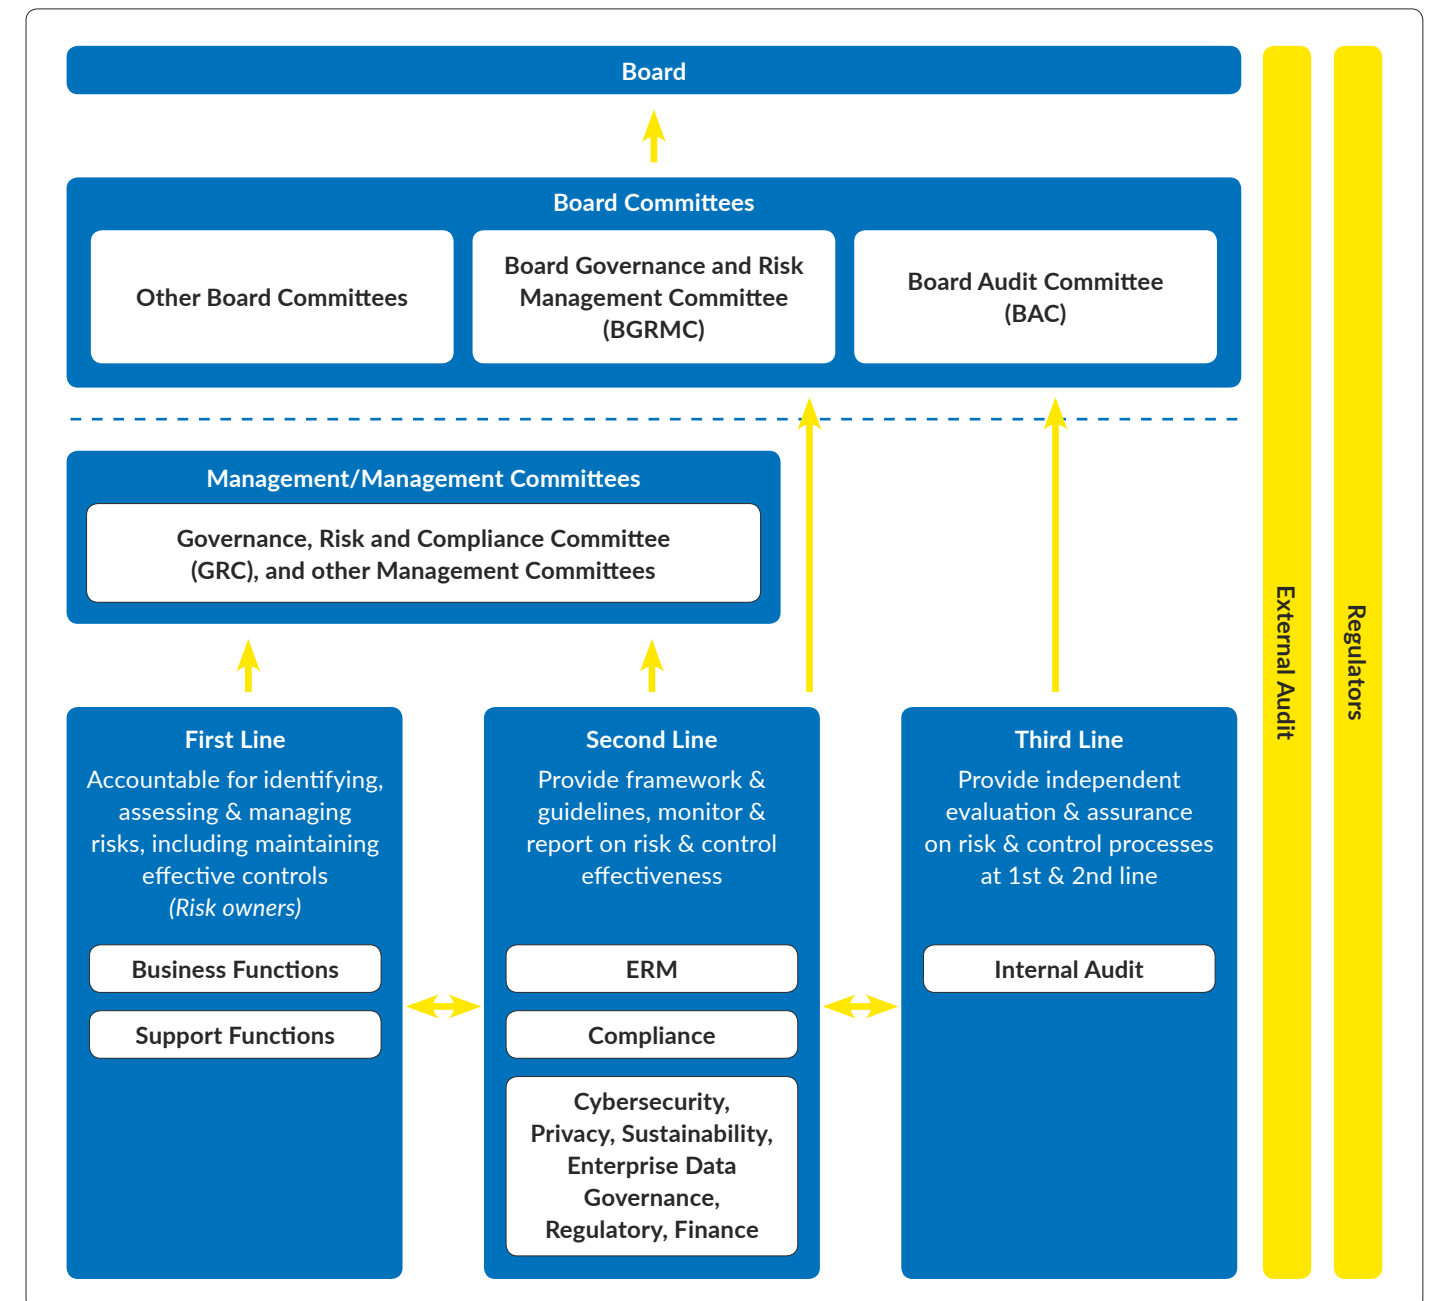 Board
Board Committees
Other Board Committees
Board Governance and Risk
Management Committee
(BGRMC)
Board Audit Committee
(BAC)
Management/Management Committees
Governance, Risk and Compliance Committee
(GRC), and other Management Committees
First Line
Accountable for identifying,
assessing & managing
risks, including maintaining
effective controls
(Risk owners)
Business Functions
Support Functions
Second Line
Provide framework &
guidelines, monitor &
report on risk & control
effectiveness
ERM
Compliance
Cybersecurity,
Privacy, Sustainability,
Enterprise Data
Governance,
Regulatory, Finance
Third Line
Provide independent
evaluation & assurance
on risk & control processes
at 1st & 2nd line
Internal Audit
External Audit
Regulators